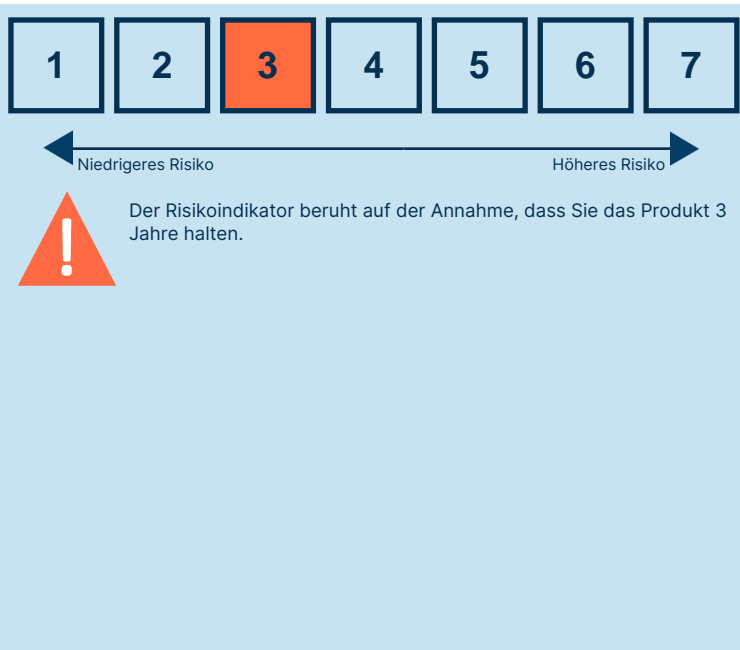 1 2 3 4 5 6 7
Niedrigeres Risiko Höheres Risiko
Der Risikoindikator beruht auf der Annahme, dass Sie das Produkt 3
Jahre halten.